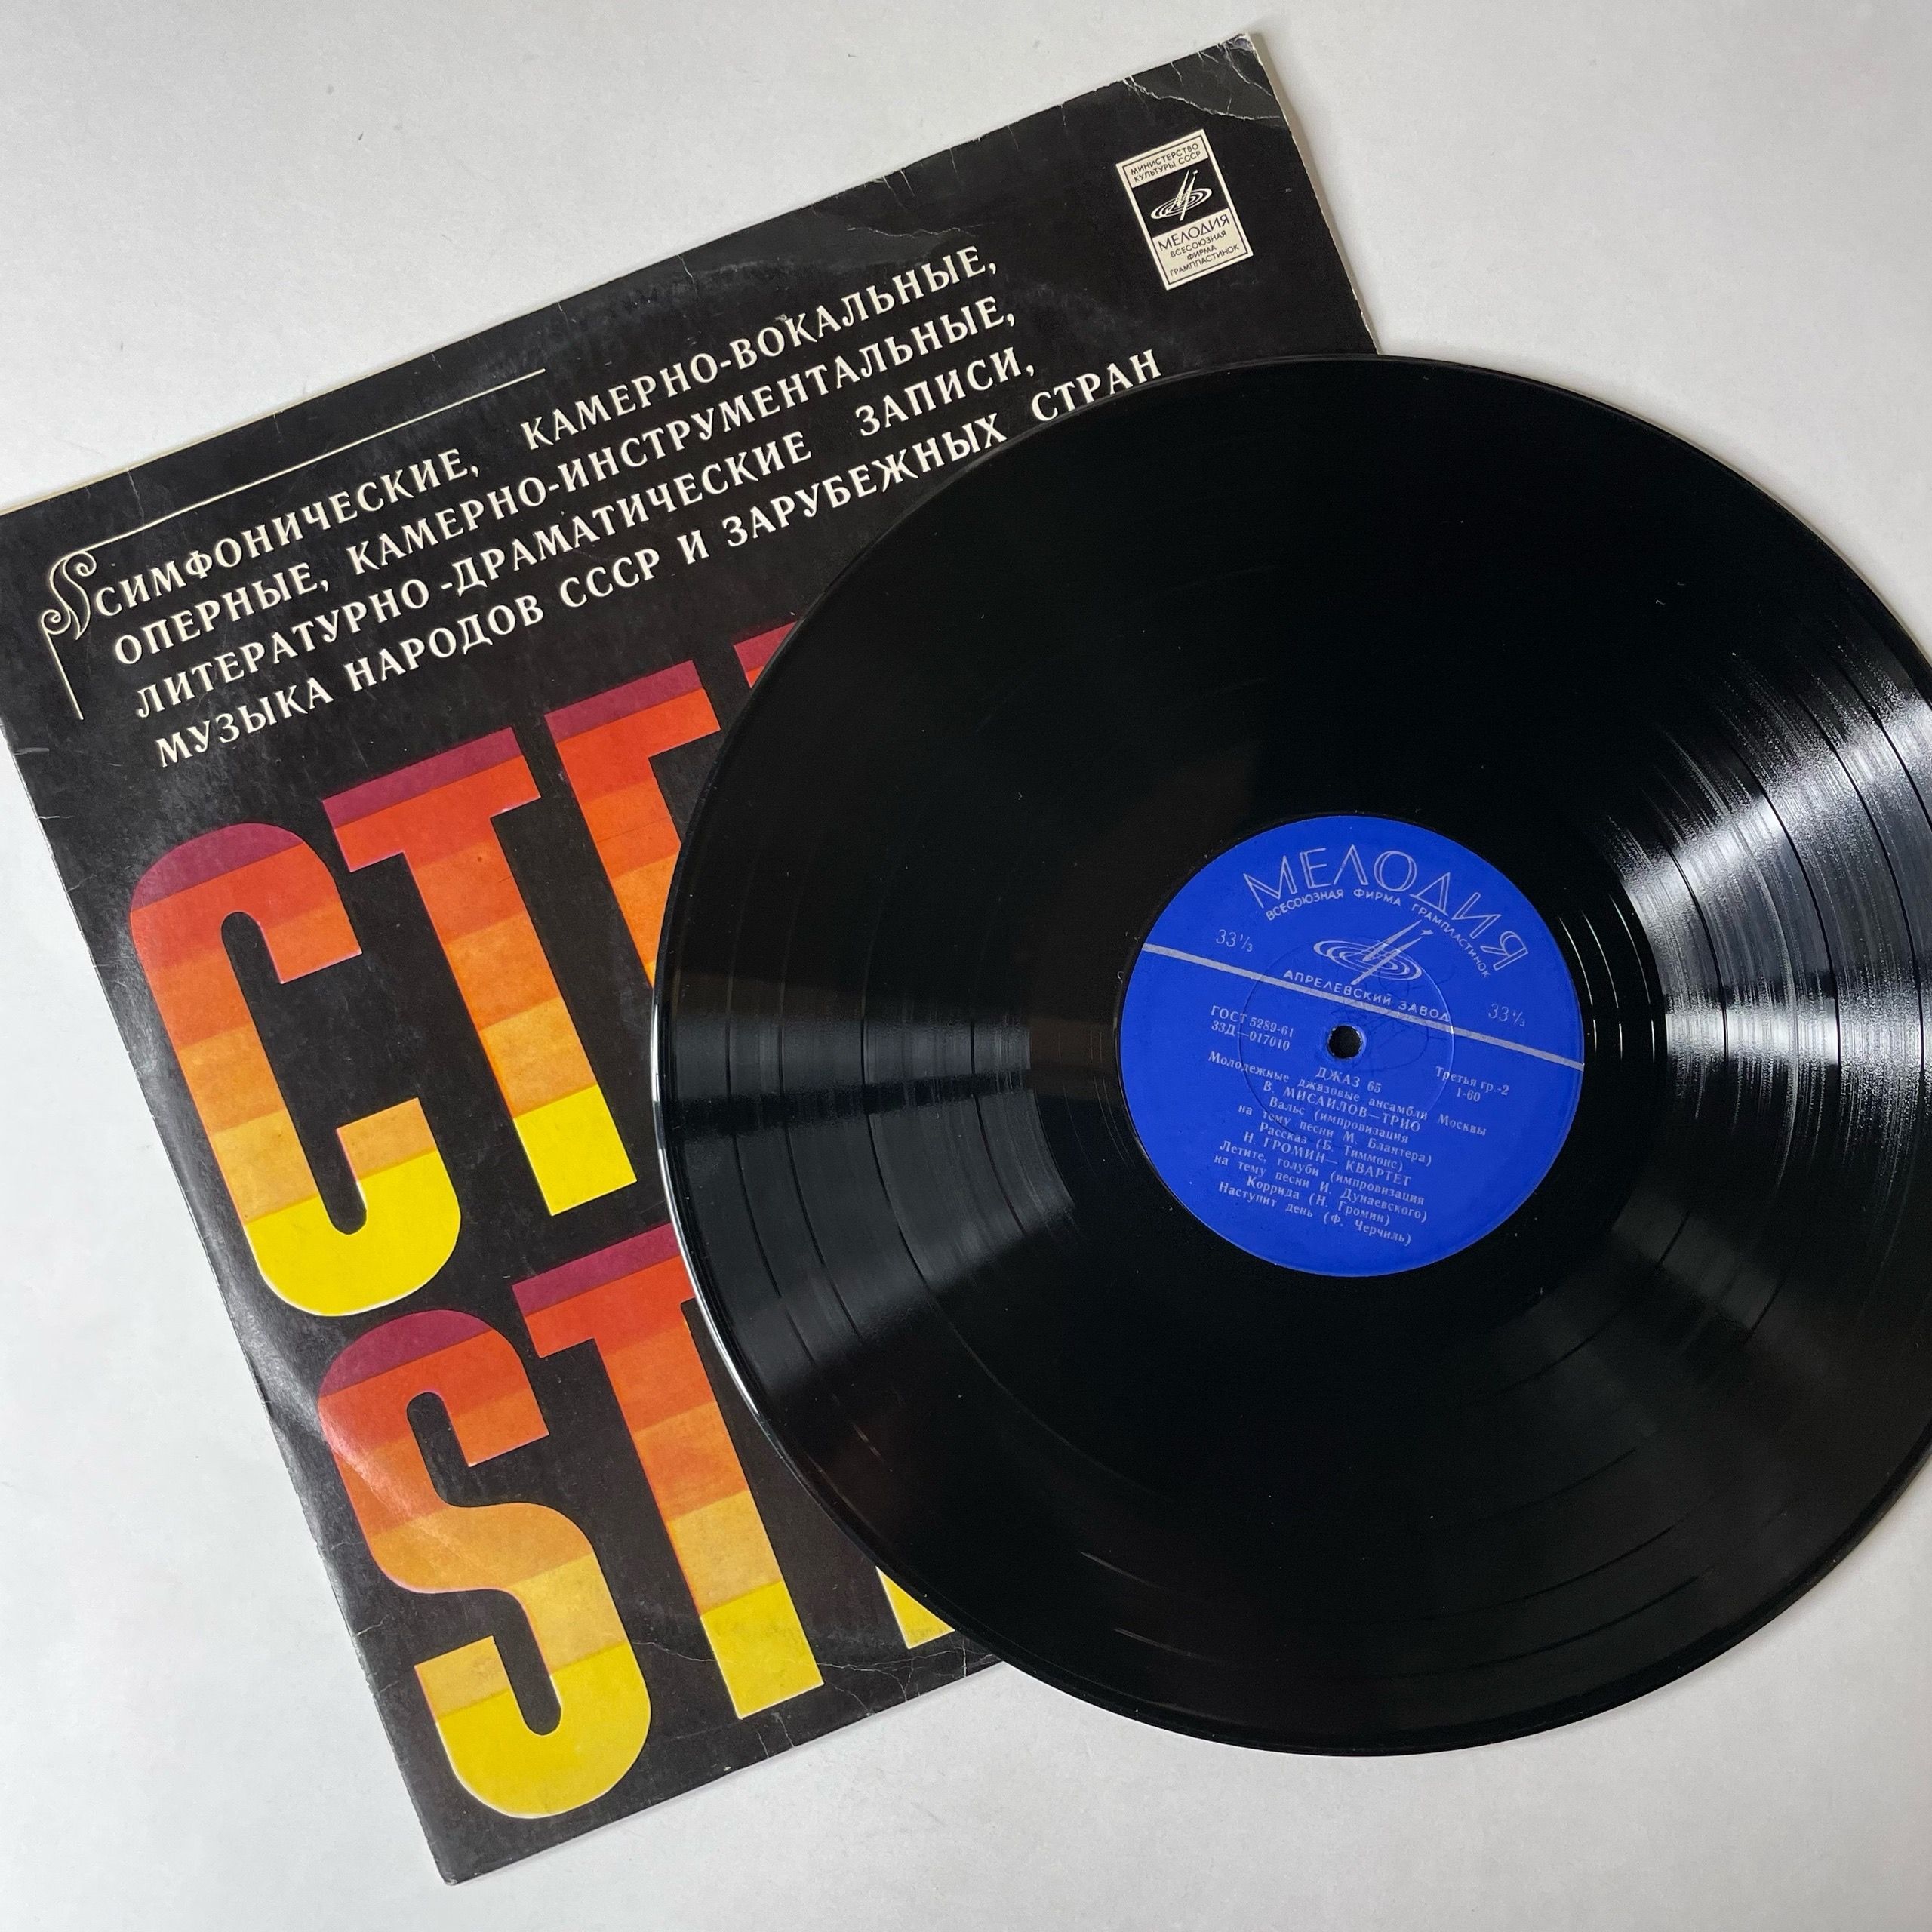 МИНИСТЕРСТВО
КУЛЬТУРЫ СССР
МЕЛОДИЯ
ВСЕСОЮЗНАЯ
ФИРМА
ГРАМПЛАСТИНОК
СИМФОНИЧЕСКИЕ, КАМЕРНО-ВОКАЛЬНЫЕ,
ОПЕРНЫЕ, КАМЕРНО-ИНСТРУМЕНТАЛЬНЫЕ,
ЛИТЕРАТУРНО-ДРАМАТИЧЕСКИЕ ЗАПИСИ,
МУЗЫКА НАРОДОВ СССР И ЗАРУБЕЖНЫХ СТРАН
СТЕ
ST
МЕЛОДИЯ
ВСЕСОЮЗНАЯ ФИРМА ГРАМПЛАСТИНОК
33⅓
АПРЕЛЕВСКИЙ ЗАВОД
33⅓
ГОСТ 5289-61
33Д—017010
Третья гр.-2
1-60
ДЖАЗ 65
Молодежные джазовые ансамбли Москвы
В. МИСАИЛОВ—ТРИО
Вальс (импровизация
на тему песни М. Блантера)
Рассказ (Б. Тиммонс)
Н. ГРОМИН— КВАРТЕТ
Летите, голуби (импровизация
на тему песни И. Дунаевского)
Коррида (Н. Громин)
Наступит день (Ф. Черчиль)